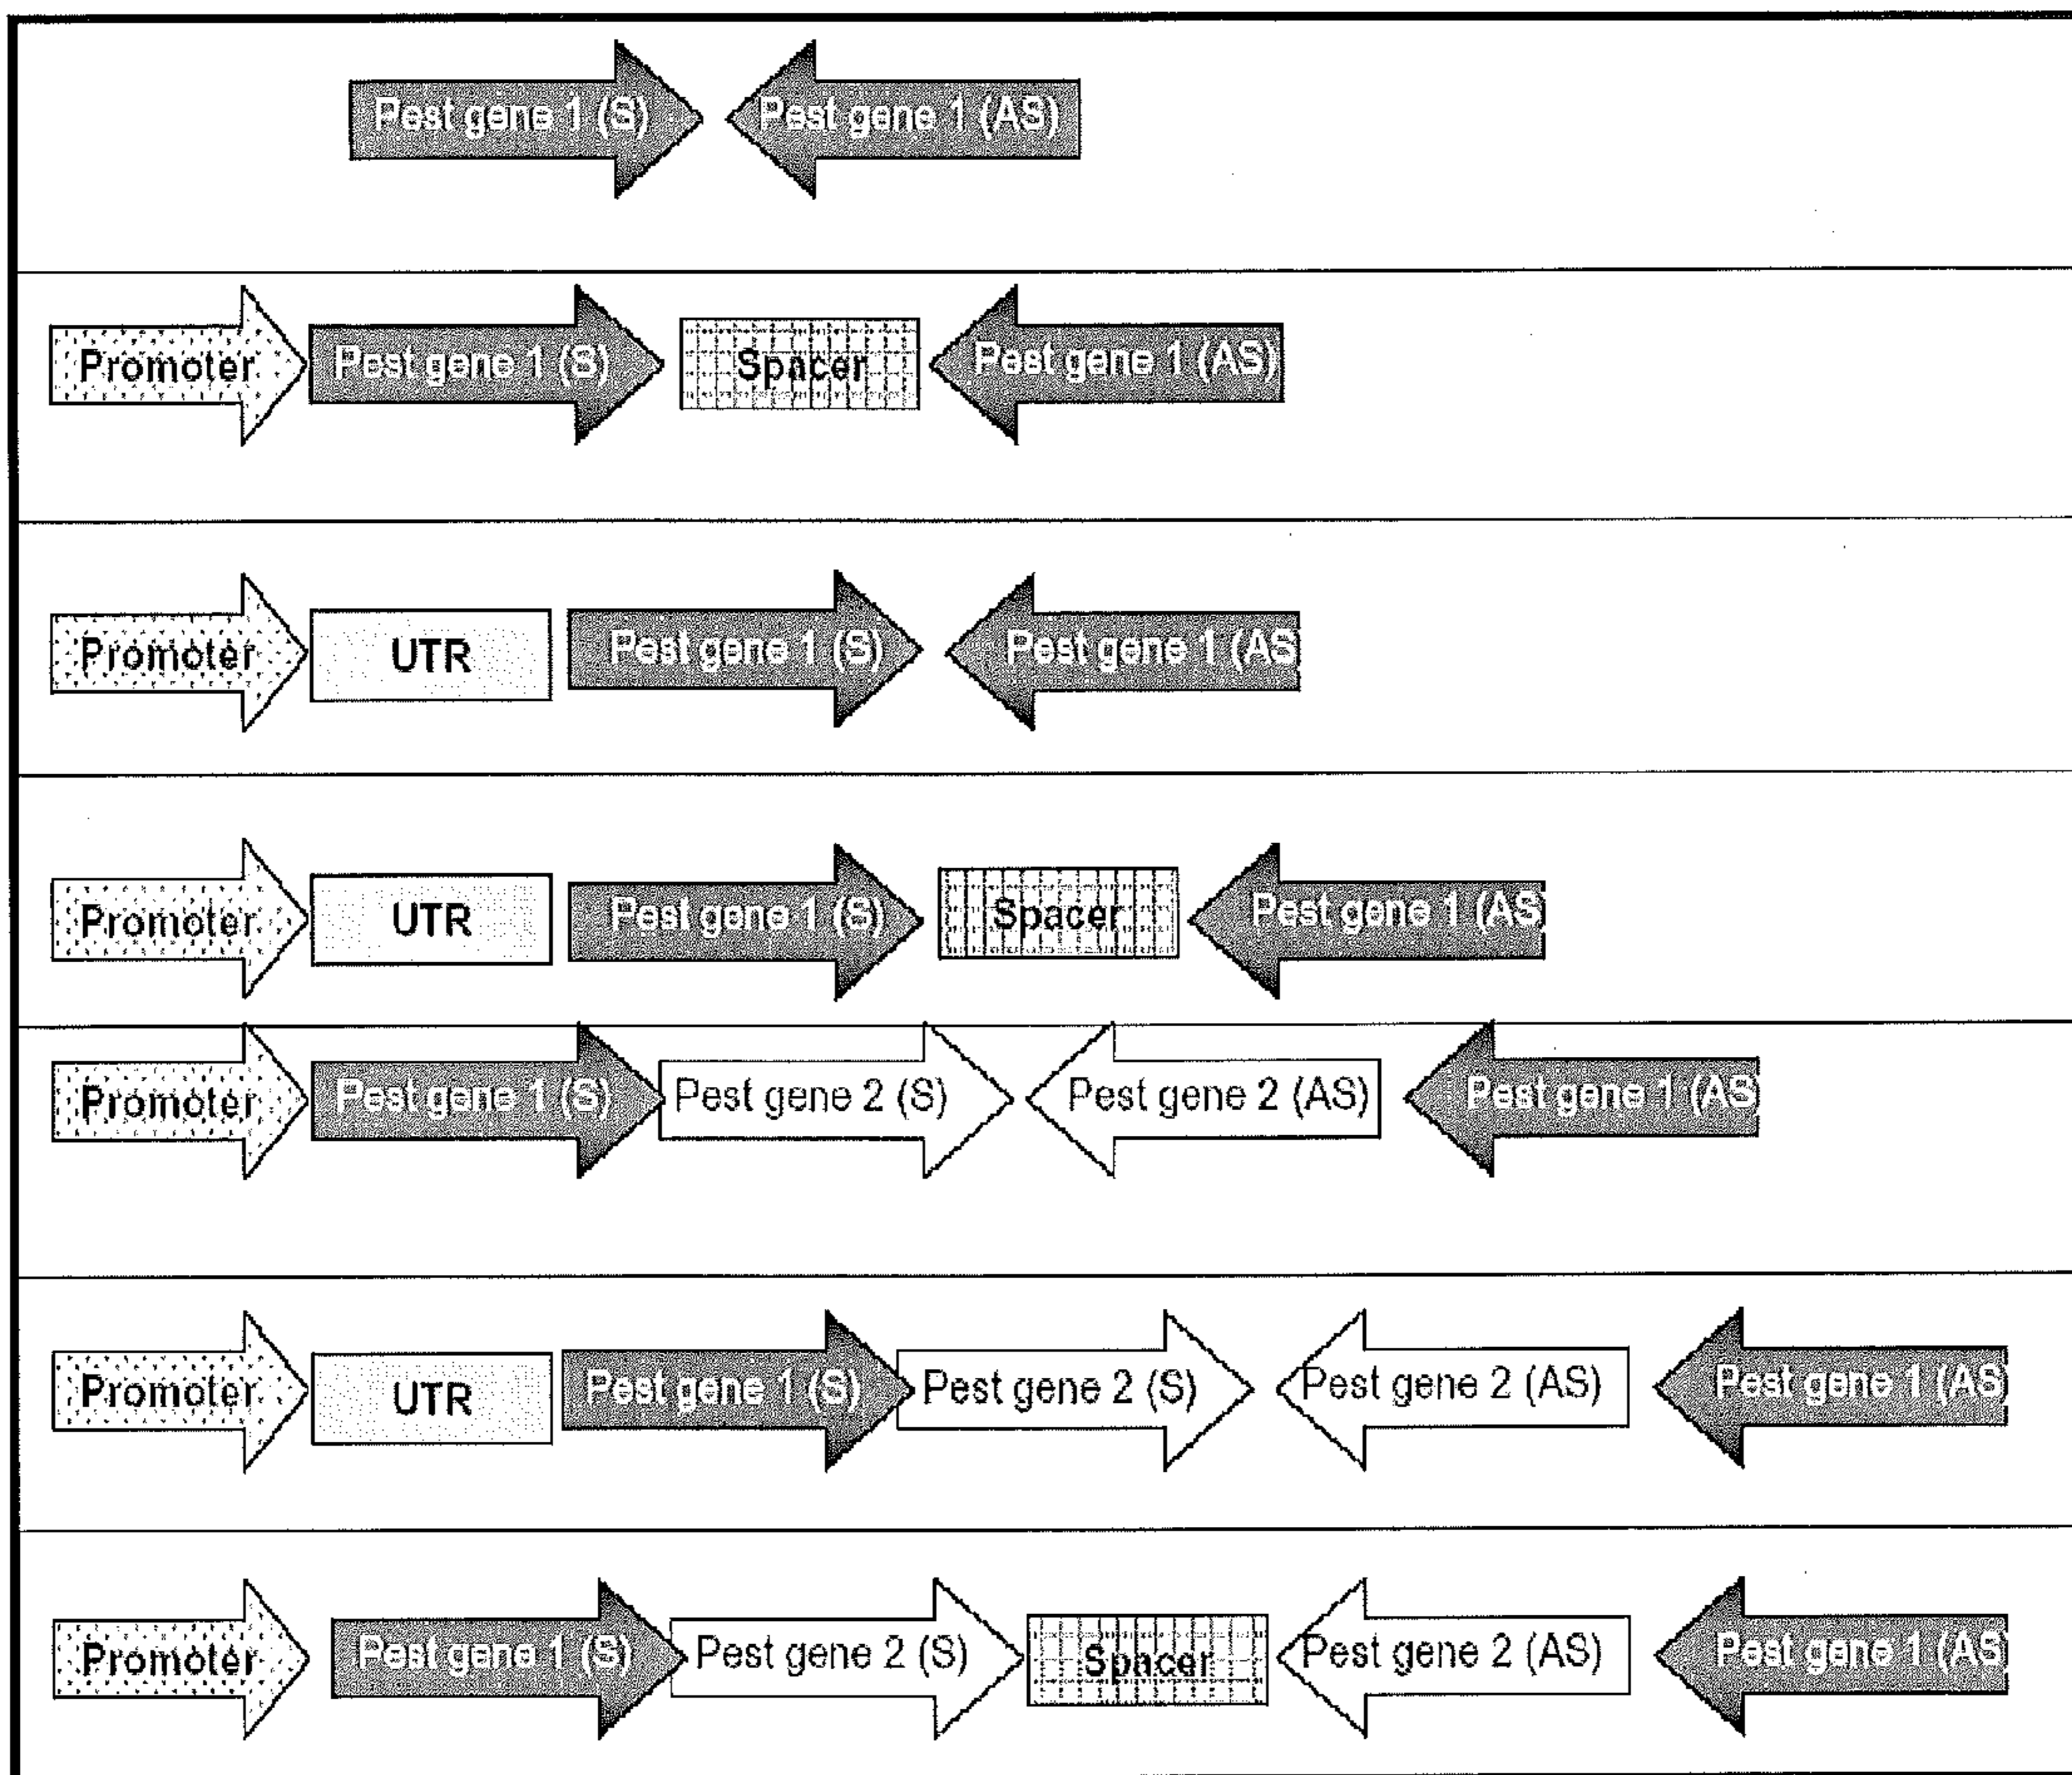 Pest gene 1 (S) Pest gene 1 (AS)
Promoter Pest gene 1 (S) Spacer Pest gene 1 (AS)
Promoter UTR Pest gene 1 (S) Pest gene 1 (AS
Promoter UTR Pest gene 1 (S) Spacer Pest gene 1 (AS
Promoter Pest gene 1 (S) Pest gene 2 (S) Pest gene 2 (AS) Pest gene 1 (AS
Promoter UTR Pest gene 1 (S) Pest gene 2 (S) Pest gene 2 (AS) Pest gene 1 (AS)
Promoter Pest gene 1 (S) Pest gene 2 (S) Spacer Pest gene 2 (AS) Pest gene 1 (AS)